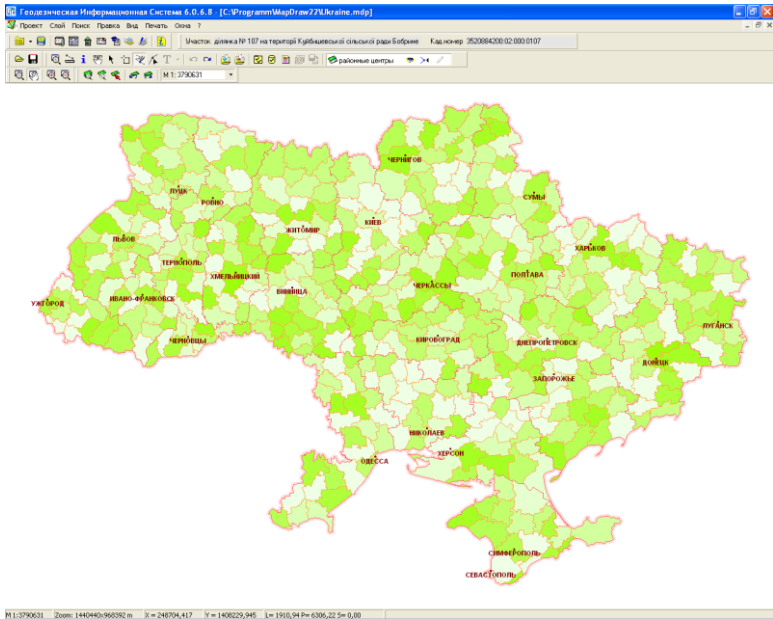 Геодезическая Информационная Система 6.0.6.8 - [C:\Programm\MapDraw22\Ukraine.mdp]
Проект Слой Поиск Правка Вид Печать Окна ?
Участок ділянка № 107 на території Куйбишевської сільської ради Бобрине Кад.номер 3520884200:02:000:0107
районные центры
М 1: 3790631
ЧЕРНИГОВ
ЛУЦК
РОВНО
СУМЫ
КИЕВ
ЖИТОМИР
ЛЬВОВ
ХАРЬКОВ
ТЕРНОПОЛЬ
ХМЕЛЬНИЦКИЙ
ПОЛТАВА
ЧЕРКАССЫ
ВИННИЦА
УЖГОРОД
ИВАНО-ФРАНКОВСК
ЛУГАНСК
ЧЕРНОВЦЫ
КИРОВОГРАД
ДНЕПРОПЕТРОВСК
ДОНЕЦК
ЗАПОРОЖЬЕ
НИКОЛАЕВ
ХЕРСОН
ОДЕССА
СИМФЕРОПОЛЬ
СЕВАСТОПОЛЬ
М 1:3790631 Zoom: 1440440x968392 m X = 248704,417 Y = 1408229,945 L= 1910,94 P= 6306,22 S= 0,00